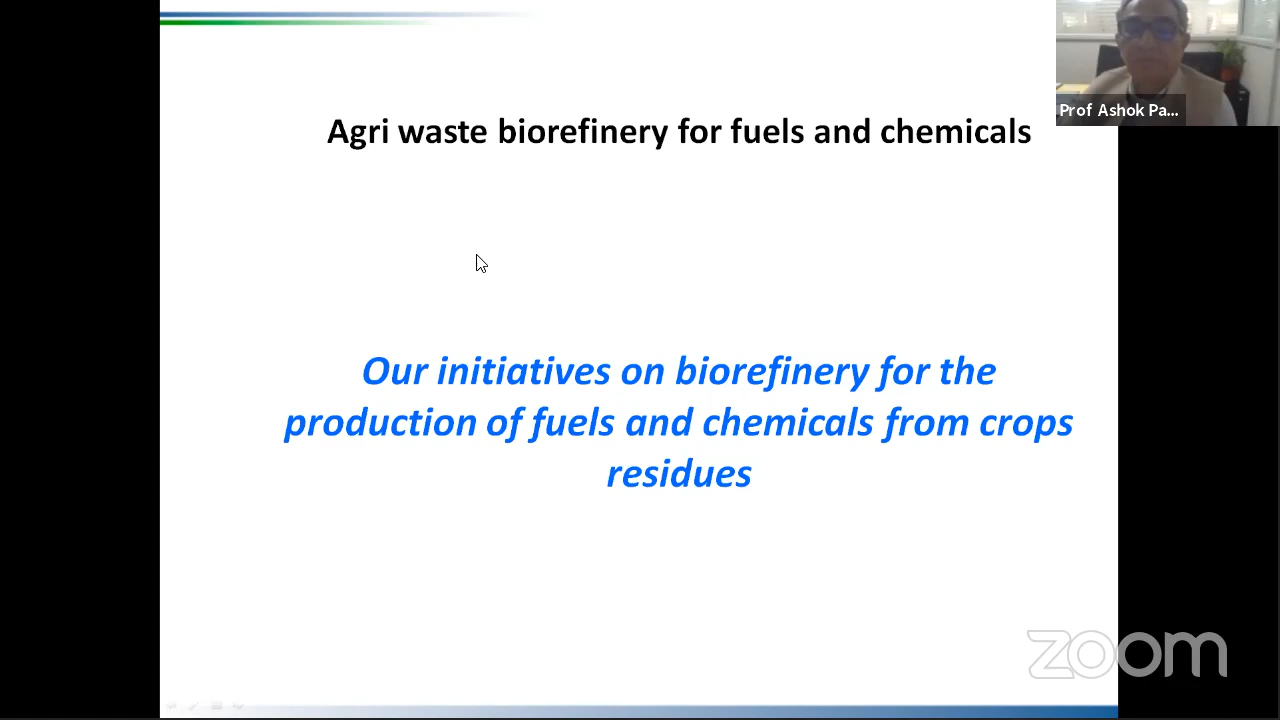 Prof Ashok Pa...
Agri waste biorefinery for fuels and chemicals
Our initiatives on biorefinery for the
production of fuels and chemicals from crops
residues
zoom